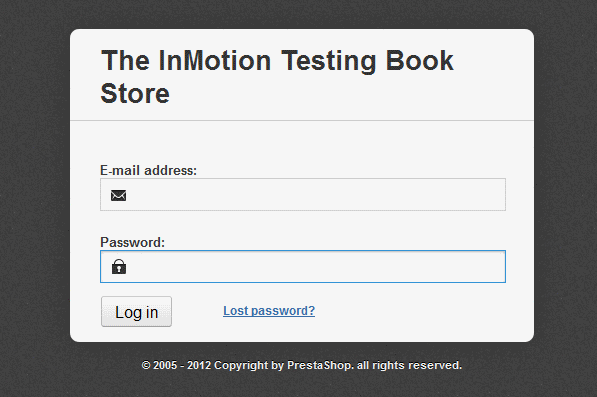 The InMotion Testing Book
Store
E-mail address:
Password:
Log in
Lost password?
© 2005 - 2012 Copyright by PrestaShop. all rights reserved.